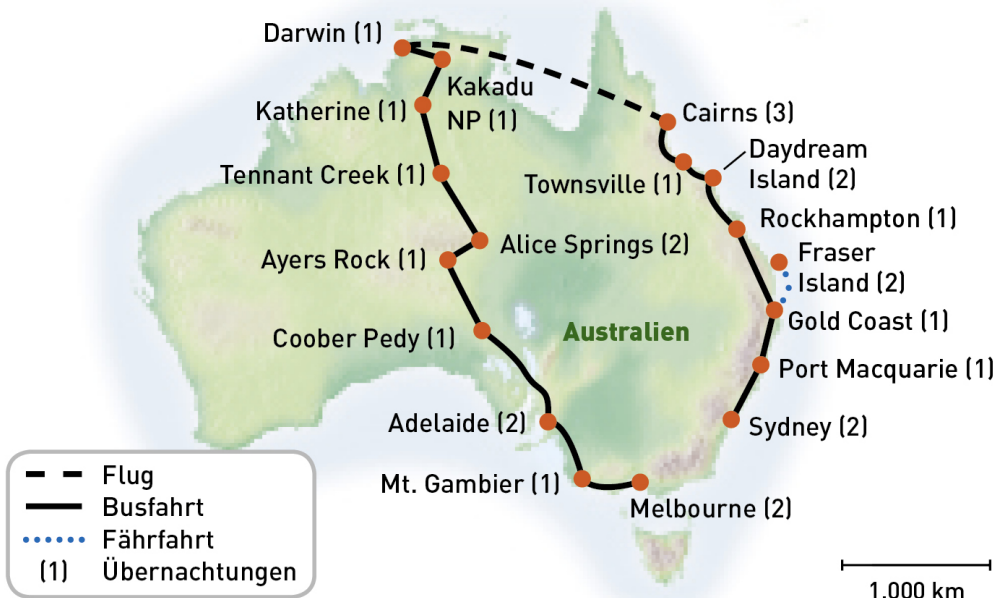 Darwin (1)
Kakadu
NP (1)
Katherine (1)
Cairns (3)
Daydream
Island (2)
Tennant Creek (1)
Townsville (1)
Rockhampton (1)
Alice Springs (2)
Ayers Rock (1)
Fraser
Island (2)
Gold Coast (1)
Coober Pedy (1)
Australien
Port Macquarie (1)
Adelaide (2)
Sydney (2)
Mt. Gambier (1)
Melbourne (2)
Flug
Busfahrt
Fährfahrt
(1) Übernachtungen
1.000 km